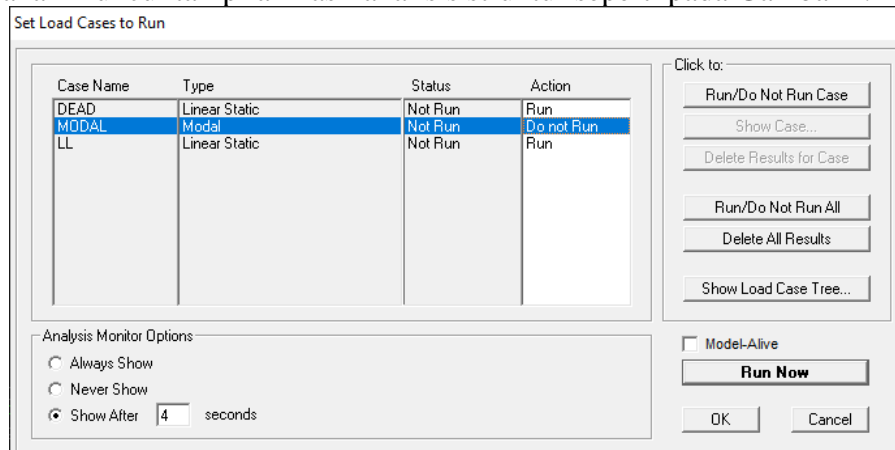 Set Load Cases to Run
Case Name Type Status Action
DEAD Linear Static Not Run Run
MODAL Modal Not Run Do not Run
LL Linear Static Not Run Run
Click to:
Run/Do Not Run Case
Show Case...
Delete Results for Case
Run/Do Not Run All
Delete All Results
Show Load Case Tree...
Analysis Monitor Options
Always Show
Never Show
Show After 4 seconds
Model-Alive
Run Now
OK Cancel